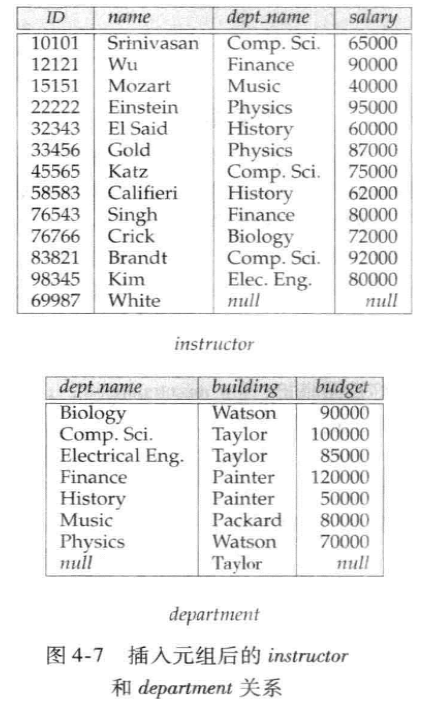 ID name dept_name salary
10101 Srinivasan Comp. Sci. 65000
12121 Wu Finance 90000
15151 Mozart Music 40000
22222 Einstein Physics 95000
32343 El Said History 60000
33456 Gold Physics 87000
45565 Katz Comp. Sci. 75000
58583 Califieri History 62000
76543 Singh Finance 80000
76766 Crick Biology 72000
83821 Brandt Comp. Sci. 92000
98345 Kim Elec. Eng. 80000
69987 White null null
instructor
dept_name building budget
Biology Watson 90000
Comp. Sci. Taylor 100000
Electrical Eng. Taylor 85000
Finance Painter 120000
History Painter 50000
Music Packard 80000
Physics Watson 70000
null Taylor null
department
图 4-7 插入元组后的 instructor
和 department 关系